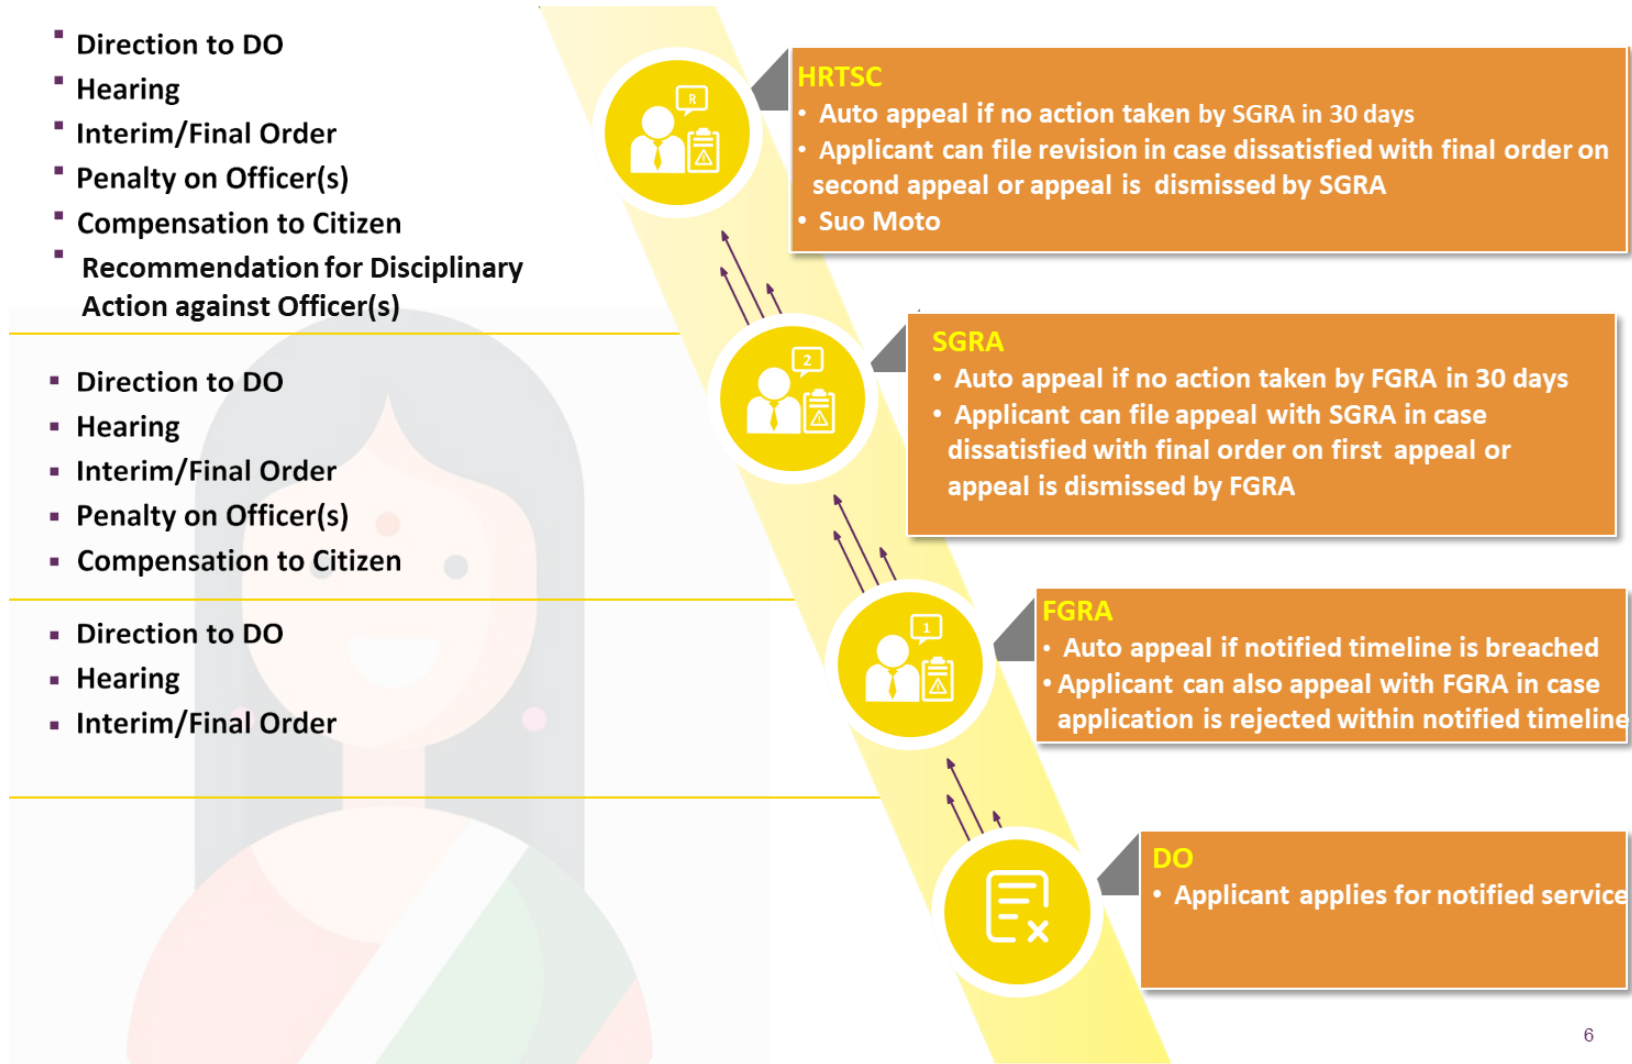 Direction to DO
Hearing
Interim/Final Order
Penalty on Officer(s)
Compensation to Citizen
Recommendation for Disciplinary
Action against Officer(s)
R
HRTSC
• Auto appeal if no action taken by SGRA in 30 days
• Applicant can file revision in case dissatisfied with final order on
second appeal or appeal is dismissed by SGRA
• Suo Moto
Direction to DO
Hearing
Interim/Final Order
Penalty on Officer(s)
Compensation to Citizen
2
SGRA
• Auto appeal if no action taken by FGRA in 30 days
• Applicant can file appeal with SGRA in case
dissatisfied with final order on first appeal or
appeal is dismissed by FGRA
Direction to DO
Hearing
Interim/Final Order
1
FGRA
• Auto appeal if notified timeline is breached
• Applicant can also appeal with FGRA in case
application is rejected within notified timeline
DO
• Applicant applies for notified service
6